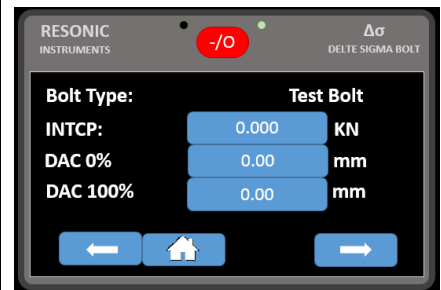 RESONIC
INSTRUMENTS
-/O
Δσ
DELTE SIGMA BOLT
Bolt Type: Test Bolt
INTCP: 0.000 KN
DAC 0% 0.00 mm
DAC 100% 0.00 mm